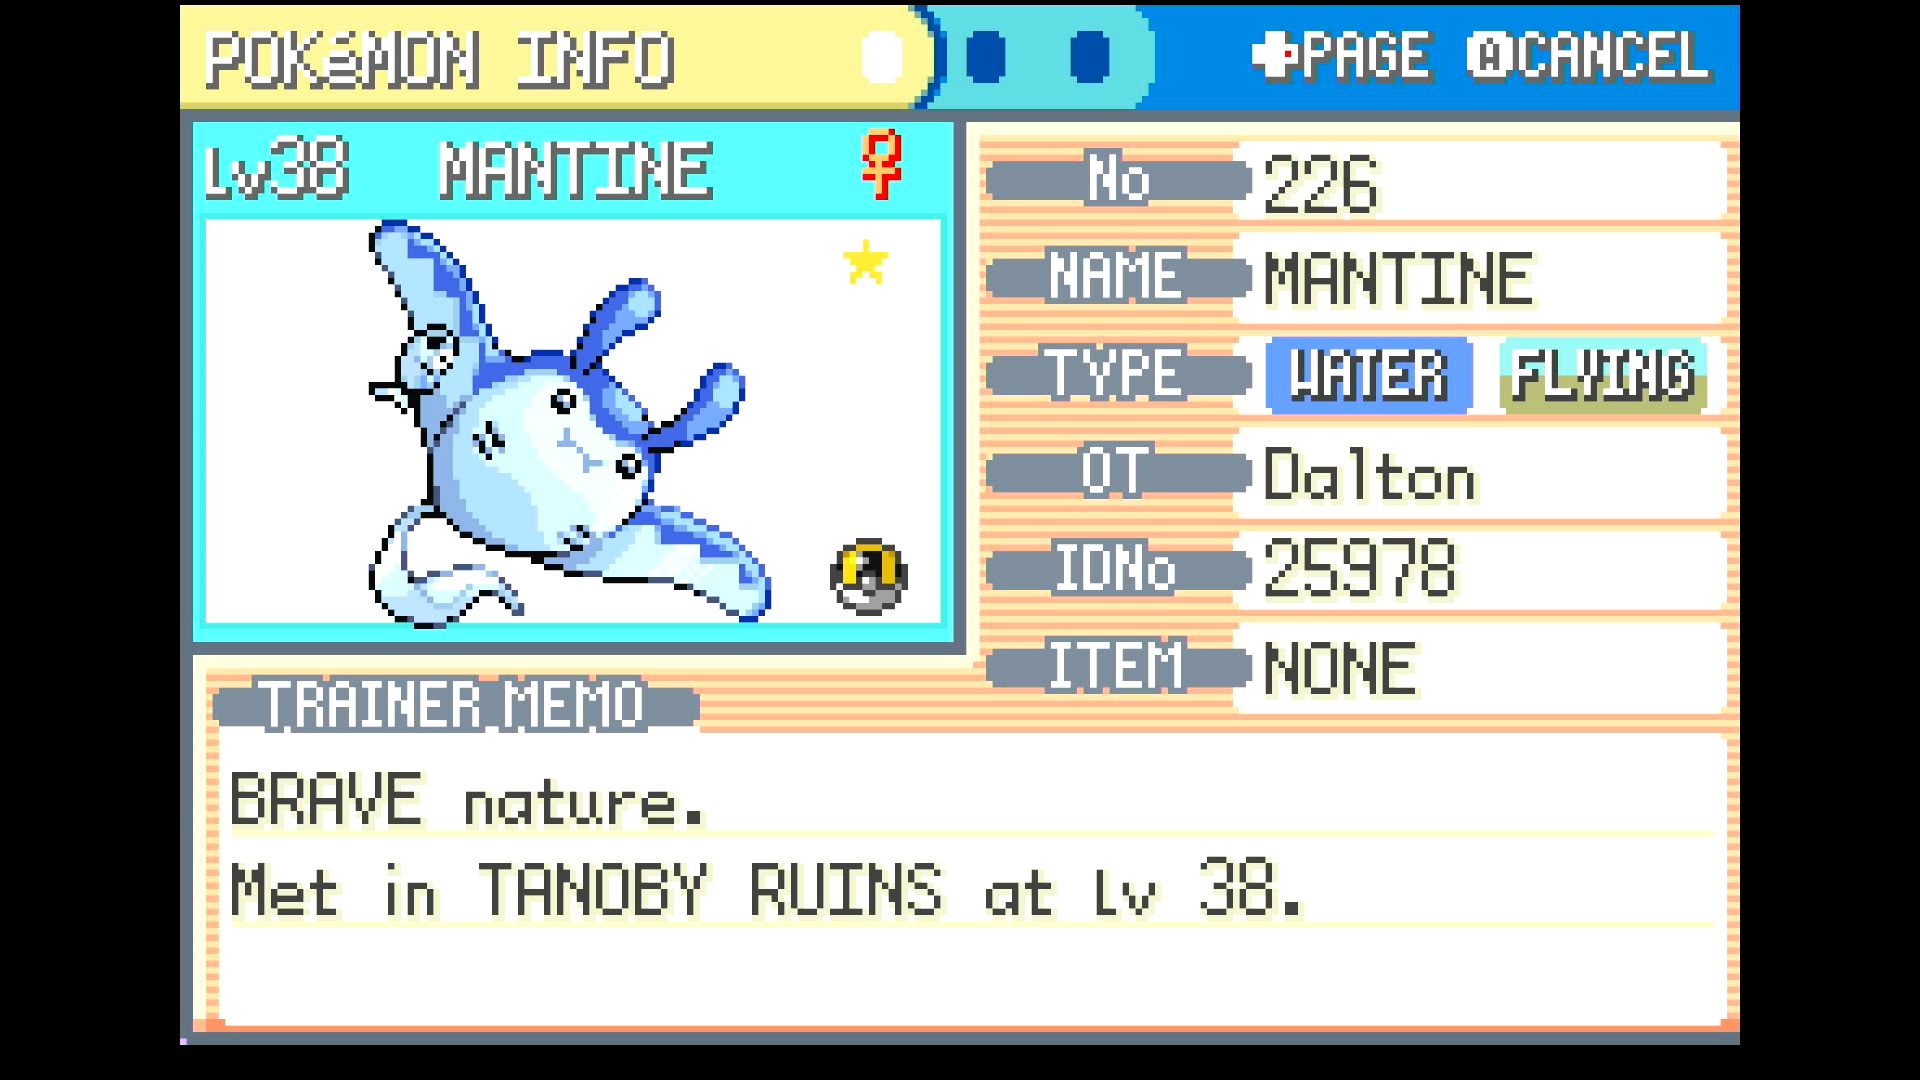 POKéMON INFO PAGE A CANCEL
Lv38 MANTINE ♀
No 226
NAME MANTINE
TYPE WATER FLYING
OT Dalton
IDNo 25978
ITEM NONE
TRAINER MEMO
BRAVE nature.
Met in TANOBY RUINS at Lv 38.